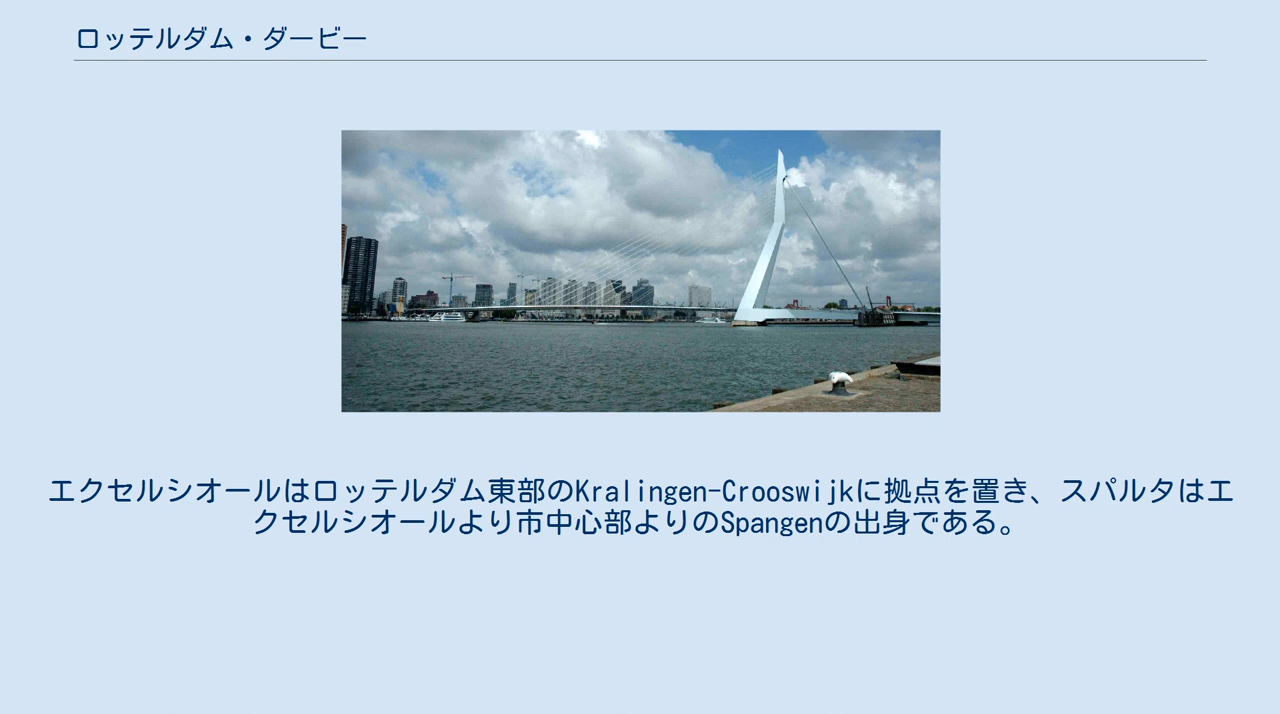 ロッテルダム・ダービー
エクセルシオールはロッテルダム東部のKralingen-Crooswijkに拠点を置き、スパルタはエ
クセルシオールより市中心部よりのSpangenの出身である。